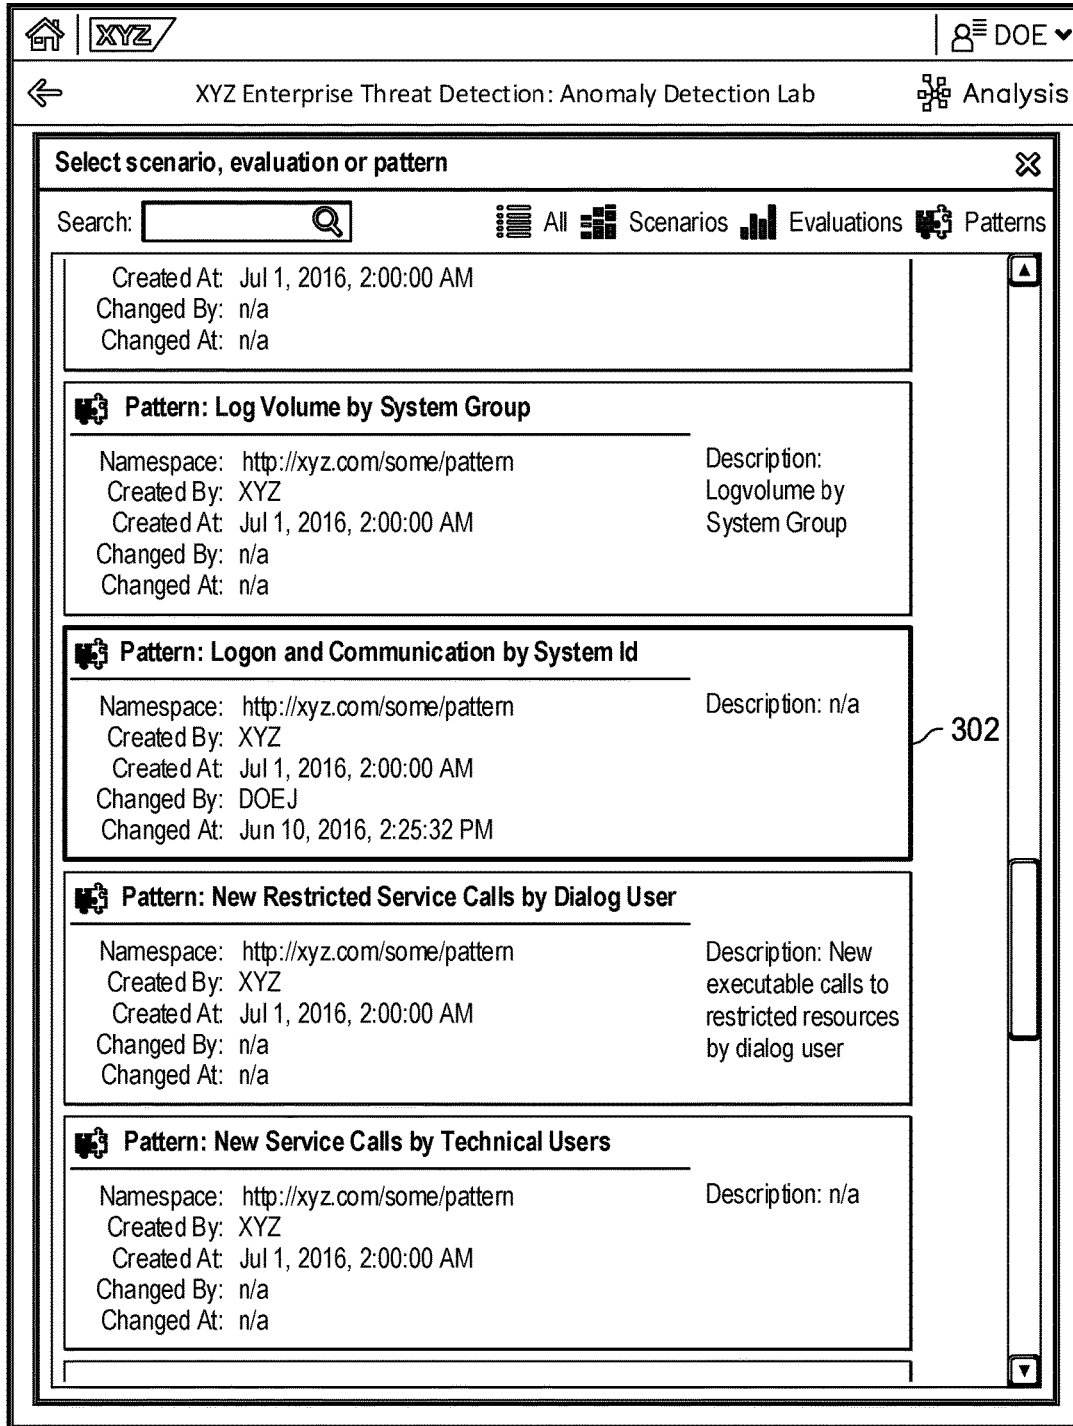 XYZ DOE
XYZ Enterprise Threat Detection: Anomaly Detection Lab Analysis
Select scenario, evaluation or pattern
Search: All Scenarios Evaluations Patterns
Created At: Jul 1, 2016, 2:00:00 AM
Changed By: n/a
Changed At: n/a
Pattern: Log Volume by System Group
Namespace: http://xyz.com/some/pattern
Created By: XYZ
Created At: Jul 1, 2016, 2:00:00 AM
Changed By: n/a
Changed At: n/a
Description:
Logvolume by
System Group
Pattern: Logon and Communication by System Id
Namespace: http://xyz.com/some/pattern
Created By: XYZ
Created At: Jul 1, 2016, 2:00:00 AM
Changed By: DOEJ
Changed At: Jun 10, 2016, 2:25:32 PM
Description: n/a
302
Pattern: New Restricted Service Calls by Dialog User
Namespace: http://xyz.com/some/pattern
Created By: XYZ
Created At: Jul 1, 2016, 2:00:00 AM
Changed By: n/a
Changed At: n/a
Description: New
executable calls to
restricted resources
by dialog user
Pattern: New Service Calls by Technical Users
Namespace: http://xyz.com/some/pattern
Created By: XYZ
Created At: Jul 1, 2016, 2:00:00 AM
Changed By: n/a
Changed At: n/a
Description: n/a